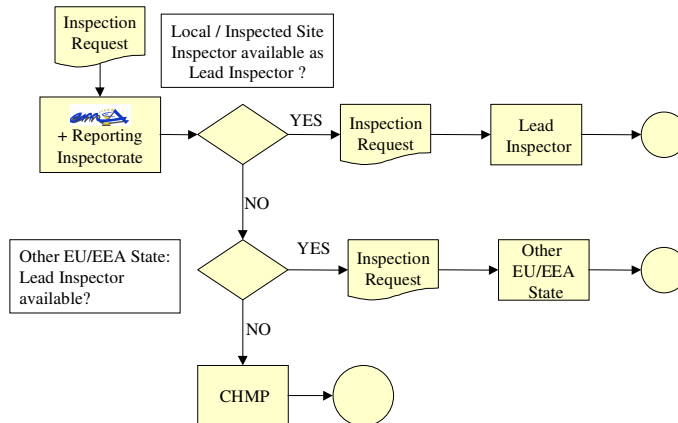 Inspection
Request
Local / Inspected Site
Inspector available as
Lead Inspector ?
emea
+ Reporting
Inspectorate
YES
Inspection
Request
Lead
Inspector
NO
Other EU/EEA State:
Lead Inspector
available?
YES
Inspection
Request
Other
EU/EEA
State
NO
CHMP